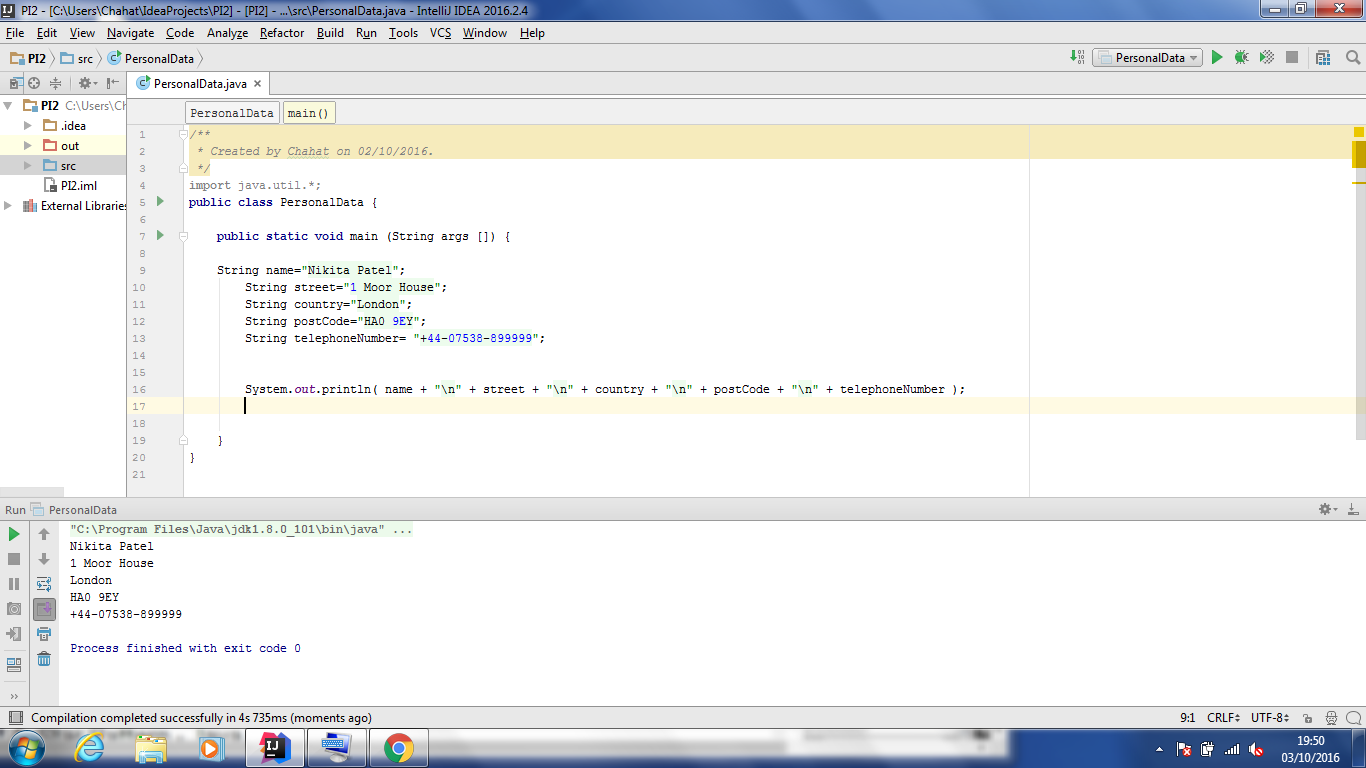 PI2 - [C:\Users\Chahat\IdeaProjects\PI2] - [PI2] - ...\src\PersonalData.java - IntelliJ IDEA 2016.2.4
File Edit View Navigate Code Analyze Refactor Build Run Tools VCS Window Help
PI2 src PersonalData
PersonalData
PersonalData.java
PI2 C:\Users\Ch
.idea
out
src
PI2.iml
External Libraries
PersonalData main()
1 /**
2 * Created by Chahat on 02/10/2016.
3 */
4 import java.util.*;
5 public class PersonalData {
6
7 public static void main (String args []) {
8
9 String name="Nikita Patel";
10 String street="1 Moor House";
11 String country="London";
12 String postCode="HA0 9EY";
13 String telephoneNumber= "+44-07538-899999";
14
15
16 System.out.println( name + "\n" + street + "\n" + country + "\n" + postCode + "\n" + telephoneNumber );
17
18
19 }
20 }
21
Run PersonalData
"C:\Program Files\Java\jdk1.8.0_101\bin\java" ...
Nikita Patel
1 Moor House
London
HA0 9EY
+44-07538-899999
Process finished with exit code 0
Compilation completed successfully in 4s 735ms (moments ago)
9:1 CRLF UTF-8
19:50
03/10/2016